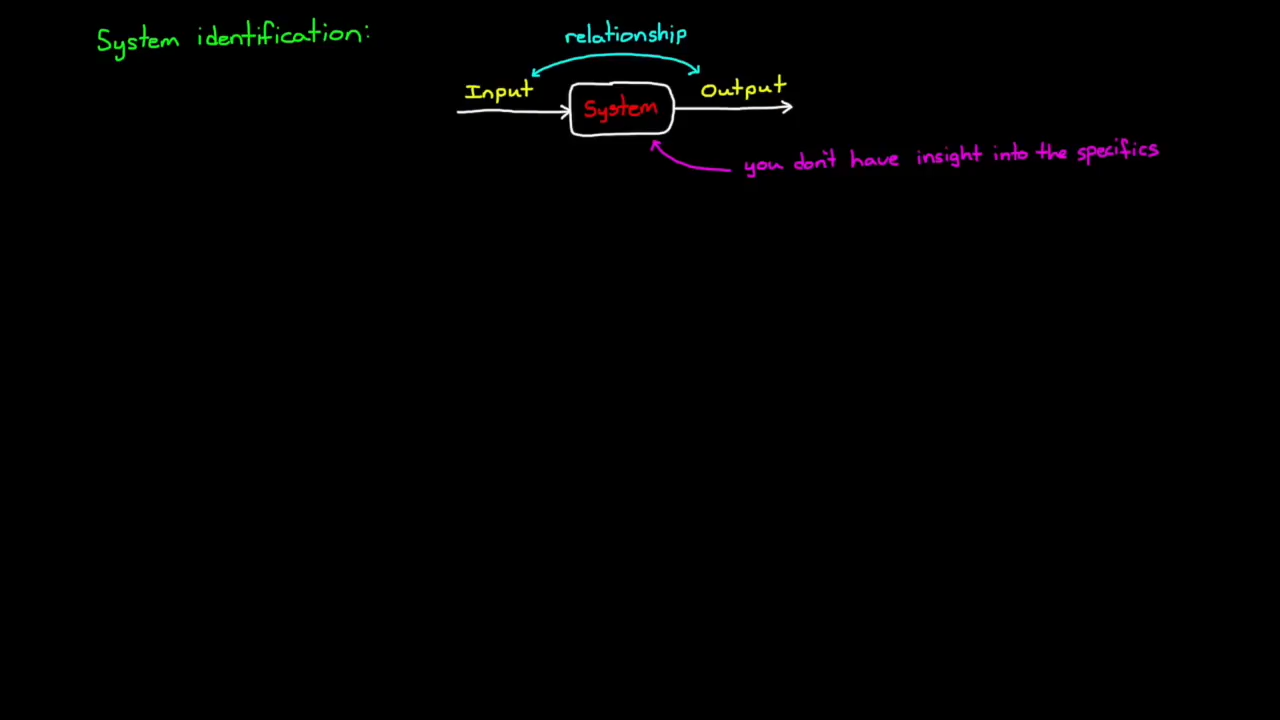 System identification:
relationship
Input
System
Output
you don't have insight into the specifics